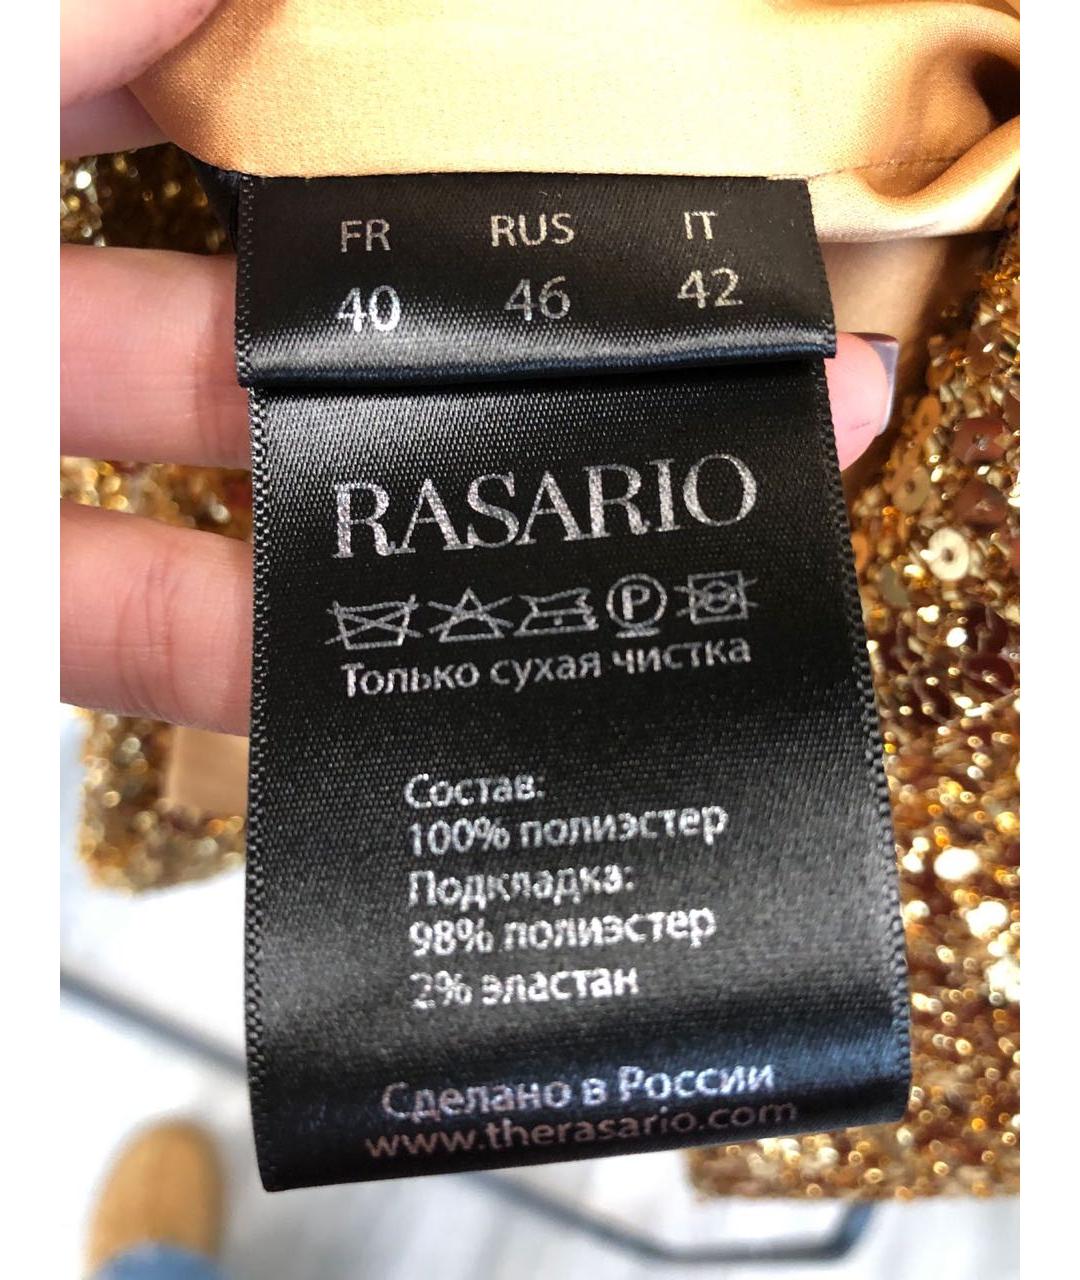 FR RUS IT
40 46 42
RASARIO
P
Только сухая чистка
Состав:
100% полиэстер
Подкладка:
98% полиэстер
2% эластан
Сделано в России
www.therasario.com